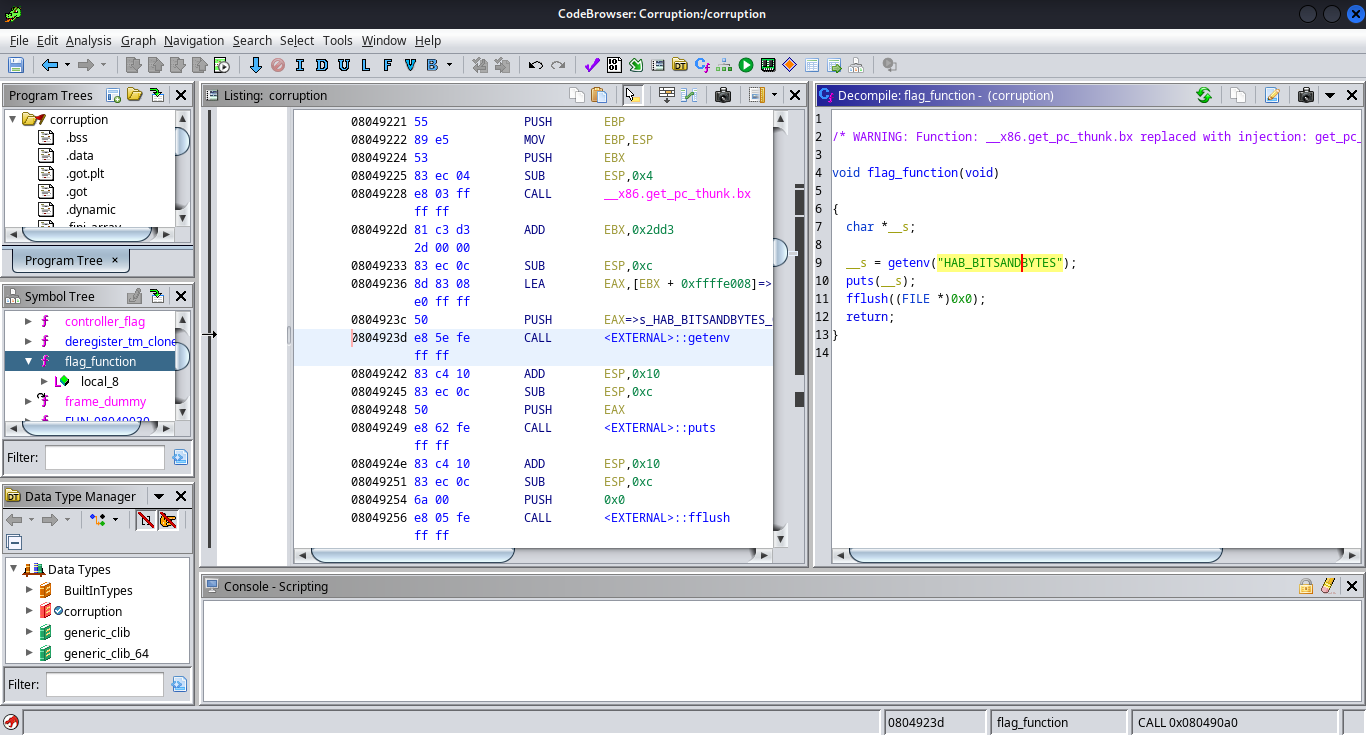 CodeBrowser: Corruption:/corruption
File Edit Analysis Graph Navigation Search Select Tools Window Help
I D U L F V B
Program Trees
corruption
.bss
.data
.got.plt
.got
.dynamic
.fini_array
Program Tree ×
Symbol Tree
controller_flag
deregister_tm_clone
flag_function
local_8
frame_dummy
Filter:
Data Type Manager
Data Types
BuiltInTypes
corruption
generic_clib
generic_clib_64
Filter:
Listing: corruption
08049221 55 PUSH EBP
08049222 89 e5 MOV EBP,ESP
08049224 53 PUSH EBX
08049225 83 ec 04 SUB ESP,0x4
08049228 e8 03 ff CALL __x86.get_pc_thunk.bx
ff ff
0804922d 81 c3 d3 ADD EBX,0x2dd3
2d 00 00
08049233 83 ec 0c SUB ESP,0xc
08049236 8d 83 08 LEA EAX,[EBX + 0xffffe008]=>
e0 ff ff
0804923c 50 PUSH EAX=>s_HAB_BITSANDBYTES_
0804923d e8 5e fe CALL <EXTERNAL>::getenv
ff ff
08049242 83 c4 10 ADD ESP,0x10
08049245 83 ec 0c SUB ESP,0xc
08049248 50 PUSH EAX
08049249 e8 62 fe CALL <EXTERNAL>::puts
ff ff
0804924e 83 c4 10 ADD ESP,0x10
08049251 83 ec 0c SUB ESP,0xc
08049254 6a 00 PUSH 0x0
08049256 e8 05 fe CALL <EXTERNAL>::fflush
ff ff
Decompile: flag_function - (corruption)
1
2 /* WARNING: Function: __x86.get_pc_thunk.bx replaced with injection: get_pc_
3
4 void flag_function(void)
5
6 {
7 char *__s;
8
9 __s = getenv("HAB_BITSANDBYTES");
10 puts(__s);
11 fflush((FILE *)0x0);
12 return;
13 }
14
Console - Scripting
0804923d flag_function CALL 0x080490a0